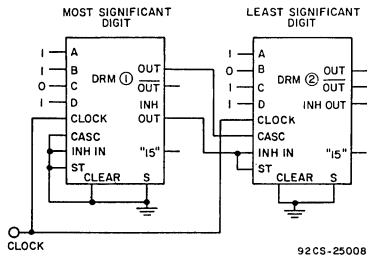 MOST SIGNIFICANT
DIGIT
LEAST SIGNIFICANT
DIGIT
1 A
1 B OUT
DRM ①
0 C OUT
1 D INH
CLOCK OUT
CASC
INH IN "15"
ST
CLEAR S
1 A
0 B OUT
DRM ②
1 C OUT
1 D INH OUT
CLOCK
CASC
INH IN "15"
ST
CLEAR S
CLOCK
92CS-25008